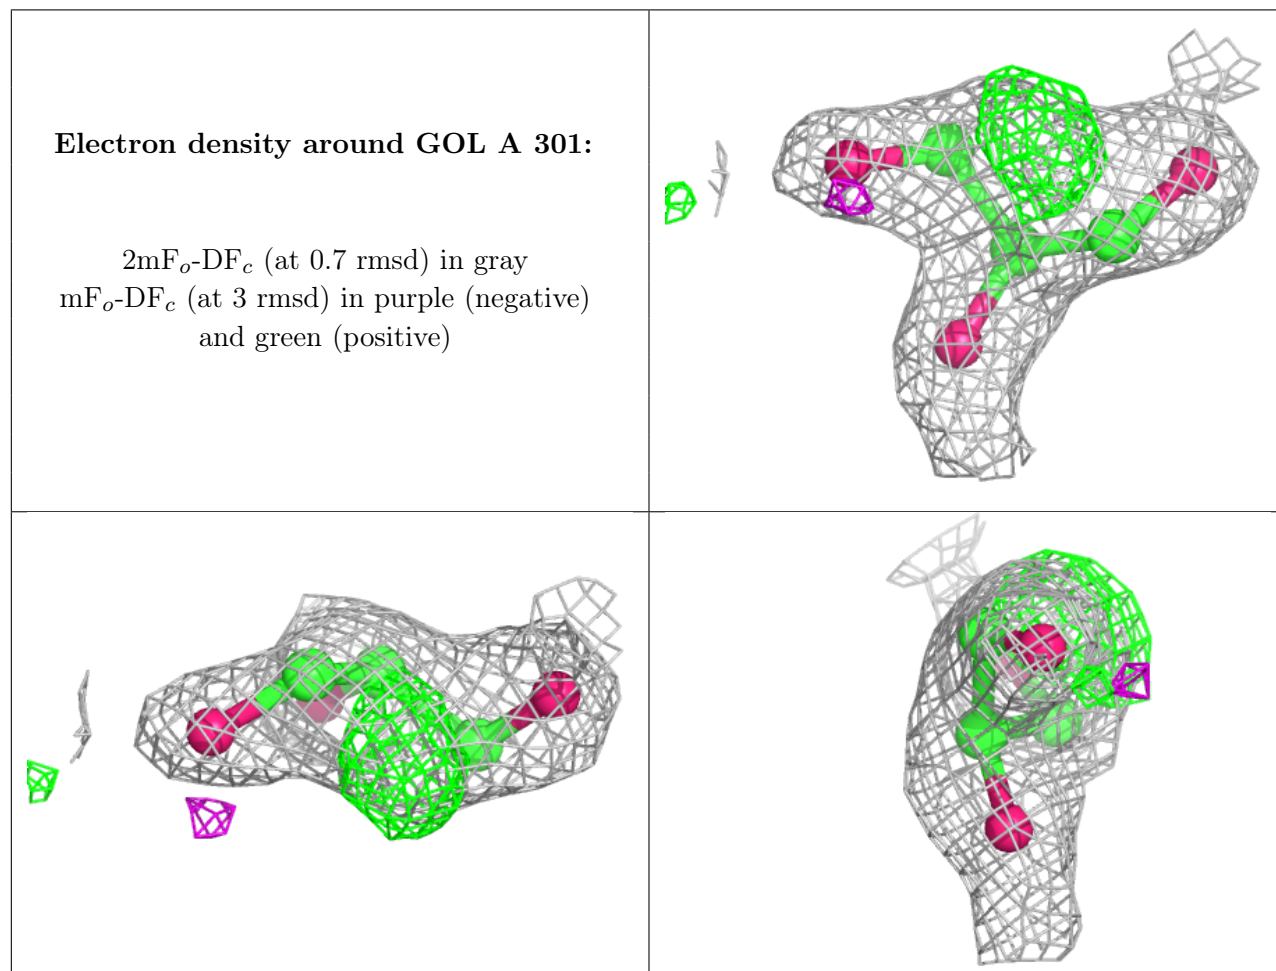 Electron density around GOL A 301:
2mFo-DFc (at 0.7 rmsd) in gray
mFo-DFc (at 3 rmsd) in purple (negative)
and green (positive)